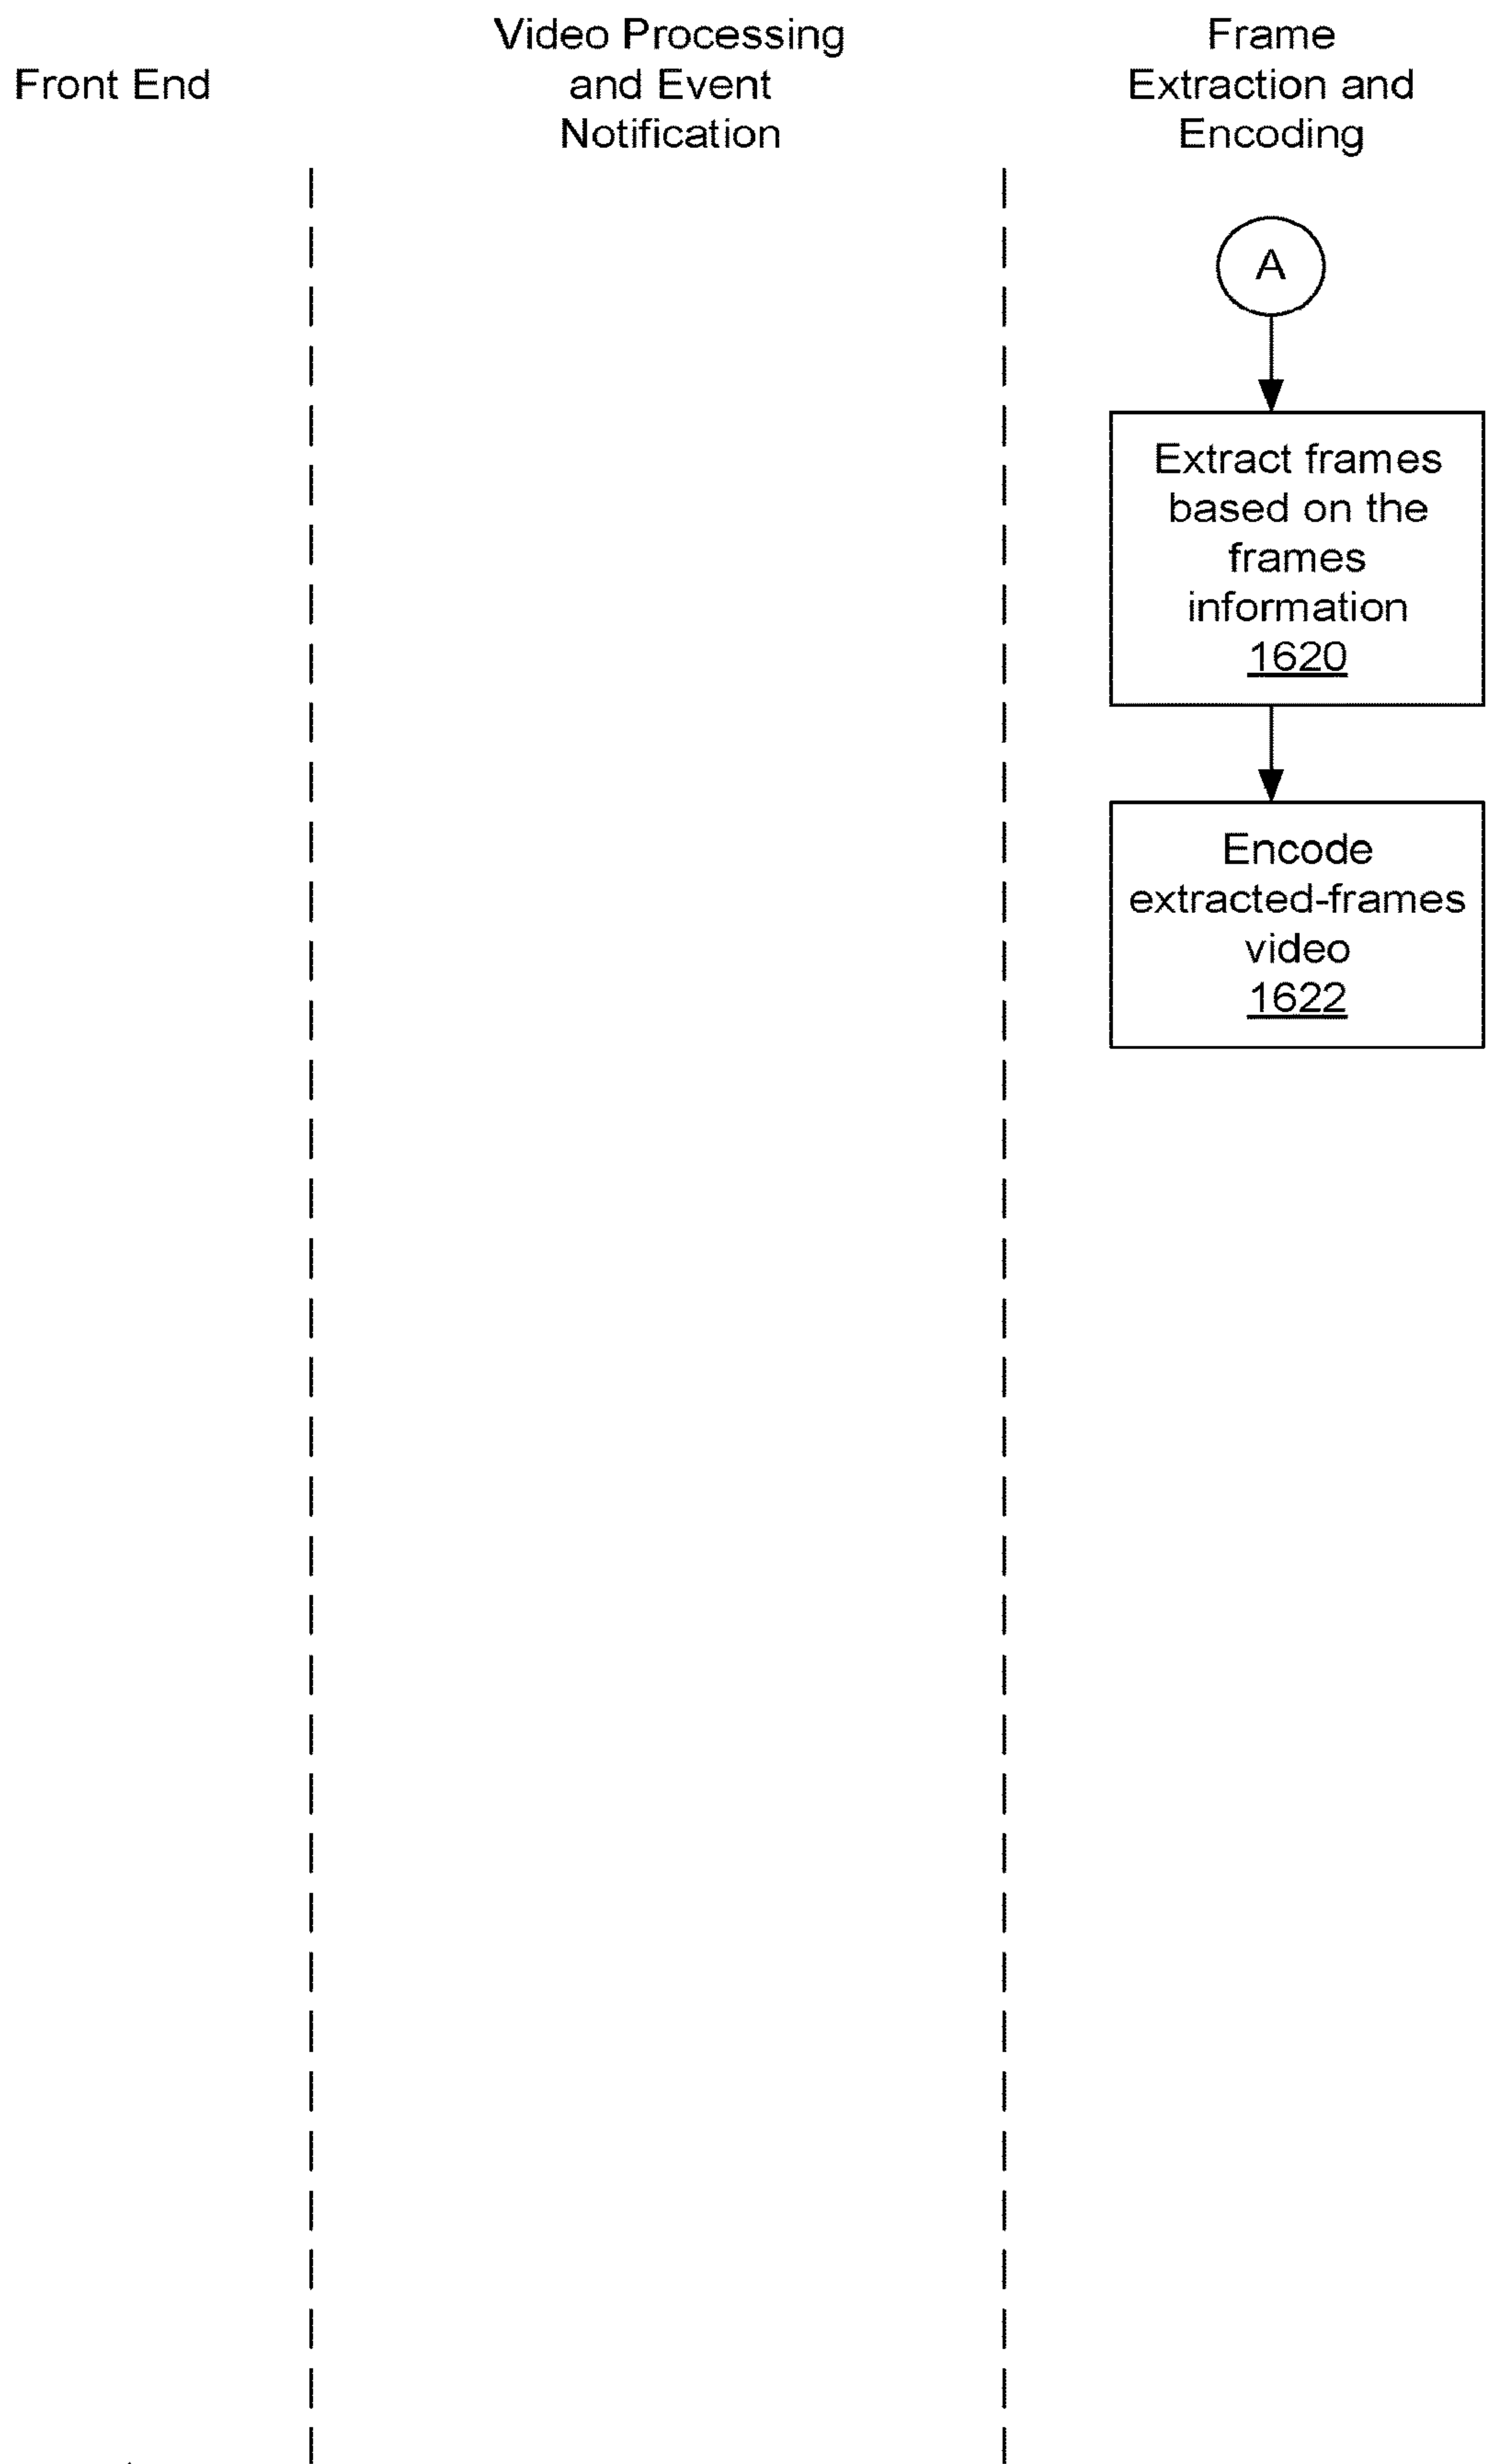 Front End
Video Processing
and Event
Notification
Frame
Extraction and
Encoding
A
Extract frames
based on the
frames
information
1620
Encode
extracted-frames
video
1622